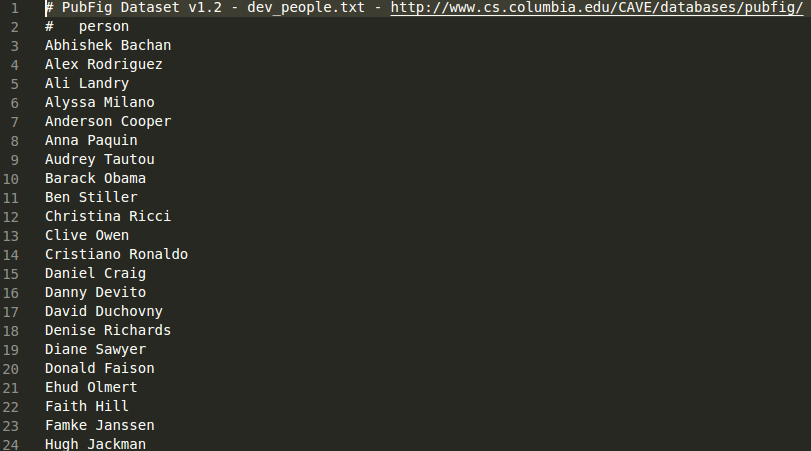 1 # PubFig Dataset v1.2 - dev_people.txt - http://www.cs.columbia.edu/CAVE/databases/pubfig/
2 #   person
3 Abhishek Bachan
4 Alex Rodriguez
5 Ali Landry
6 Alyssa Milano
7 Anderson Cooper
8 Anna Paquin
9 Audrey Tautou
10 Barack Obama
11 Ben Stiller
12 Christina Ricci
13 Clive Owen
14 Cristiano Ronaldo
15 Daniel Craig
16 Danny Devito
17 David Duchovny
18 Denise Richards
19 Diane Sawyer
20 Donald Faison
21 Ehud Olmert
22 Faith Hill
23 Famke Janssen
24 Hugh Jackman